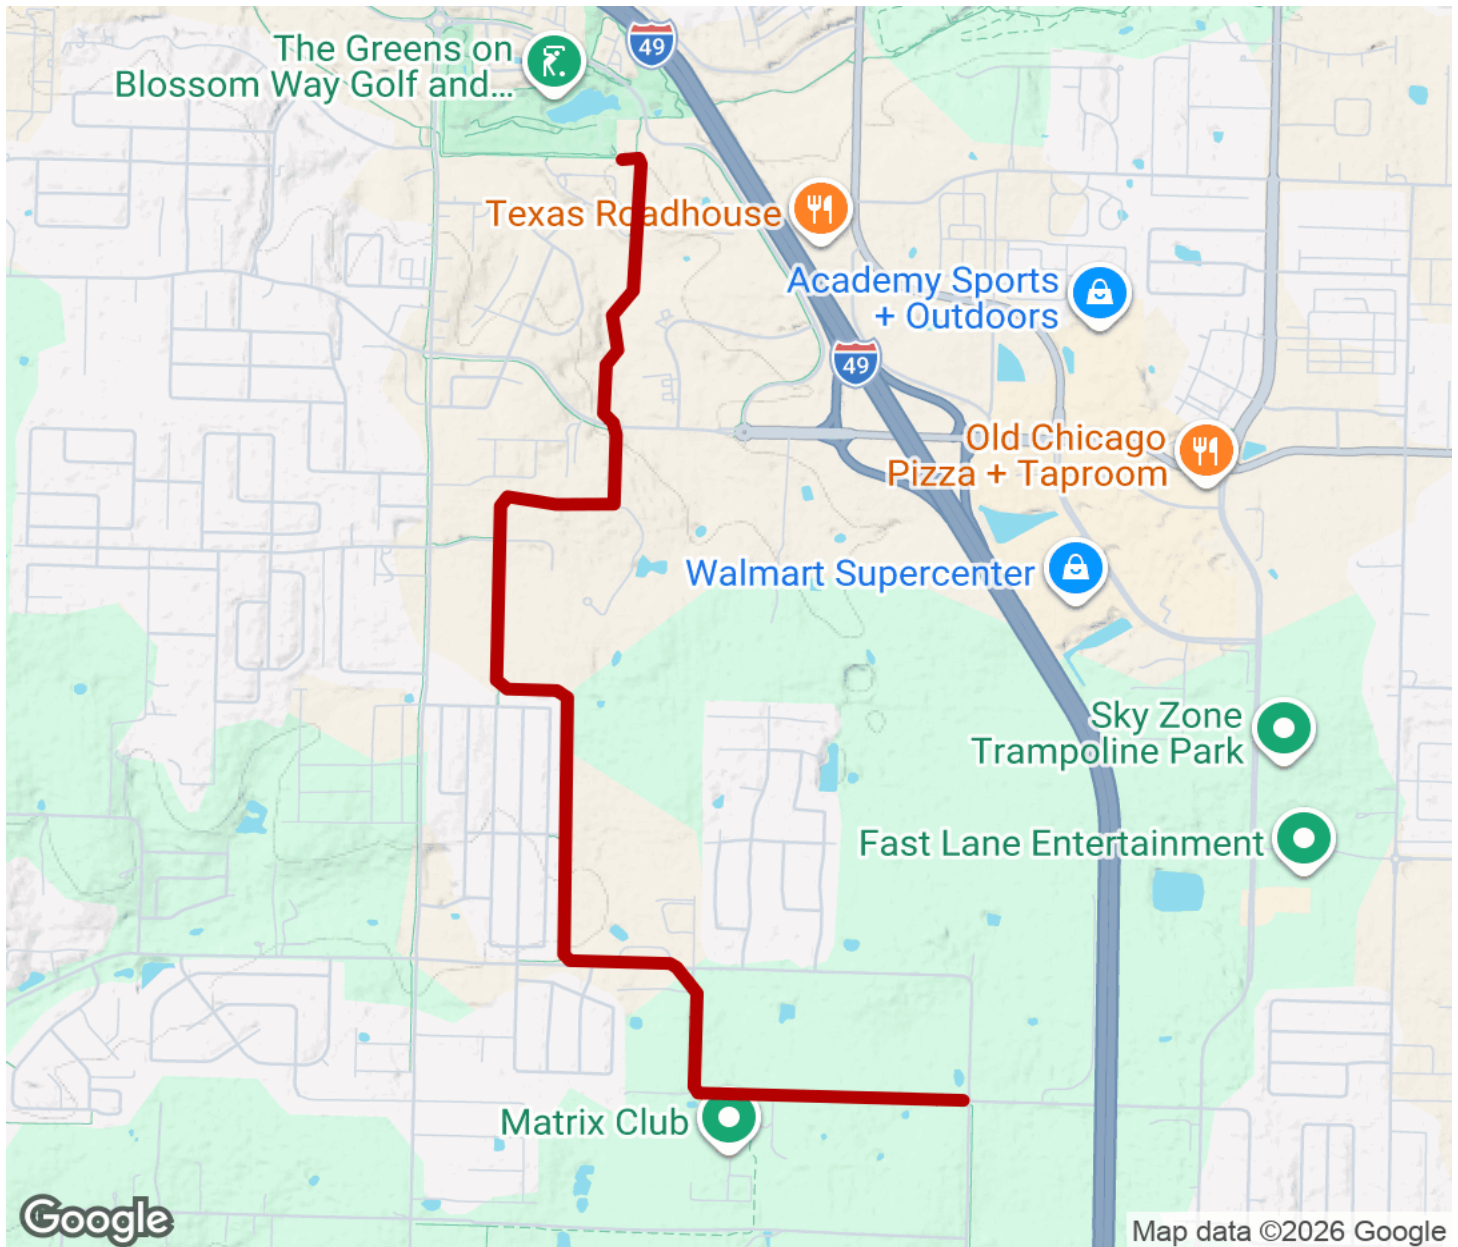 49
The Greens on
Blossom Way Golf and...
Texas Roadhouse
Academy Sports
+ Outdoors
49
Old Chicago
Pizza + Taproom
Walmart Supercenter
Sky Zone
Trampoline Park
Fast Lane Entertainment
Matrix Club
Google
Map data ©2026 Google